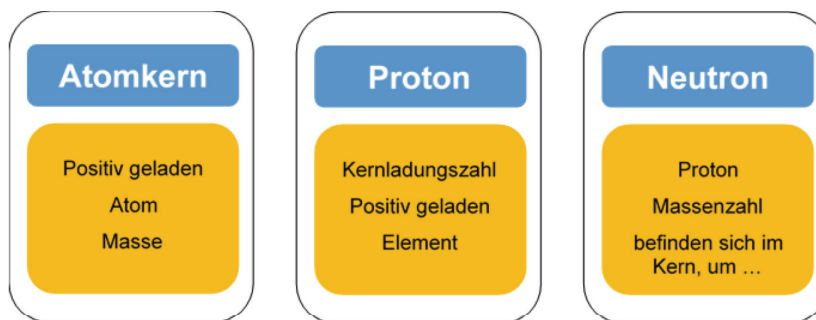 Atomkern
Positiv geladen
Atom
Masse
Proton
Kernladungszahl
Positiv geladen
Element
Neutron
Proton
Massenzahl
befinden sich im
Kern, um …